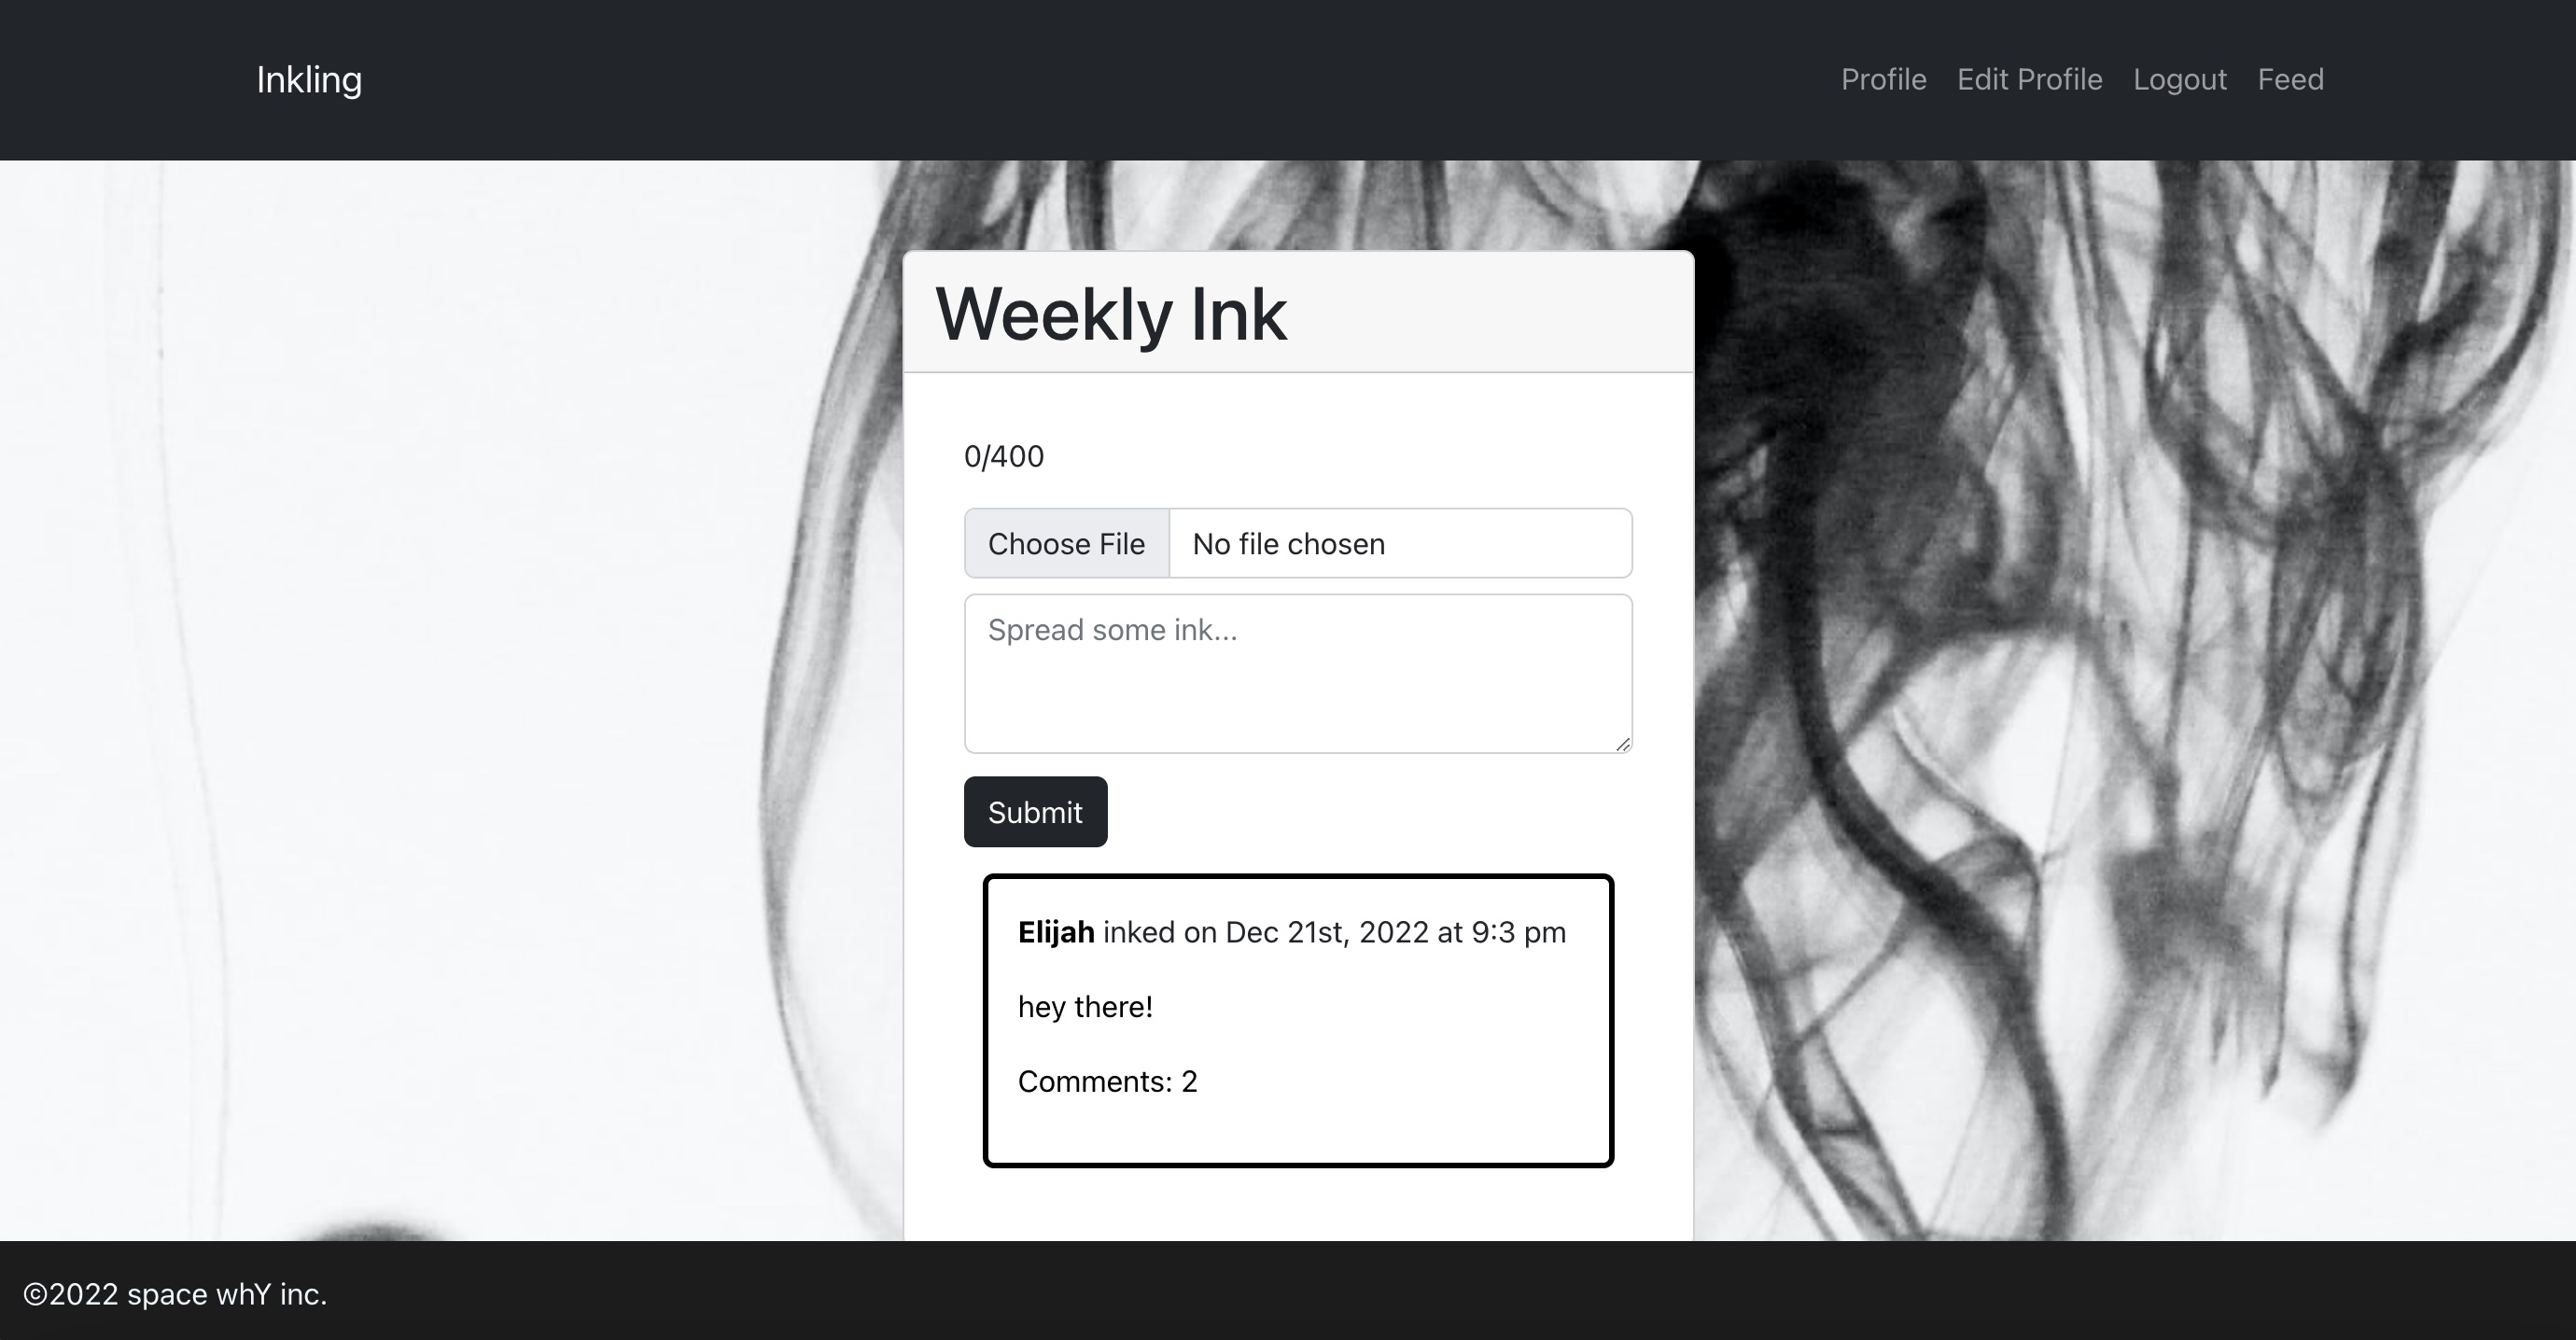 Inkling
Profile Edit Profile Logout Feed
Weekly Ink
0/400
Choose File No file chosen
Spread some ink...
Submit
Elijah inked on Dec 21st, 2022 at 9:3 pm
hey there!
Comments: 2
©2022 space whY inc.